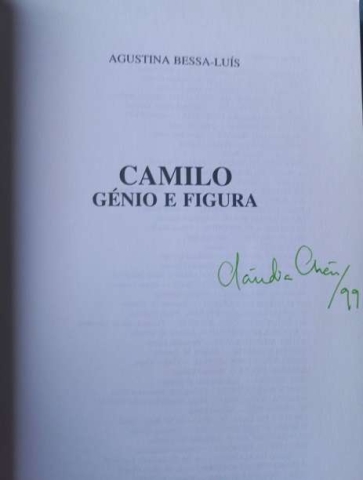 AGUSTINA BESSA-LUÍS
CAMILO
GÉNIO E FIGURA
Cláudia
/99